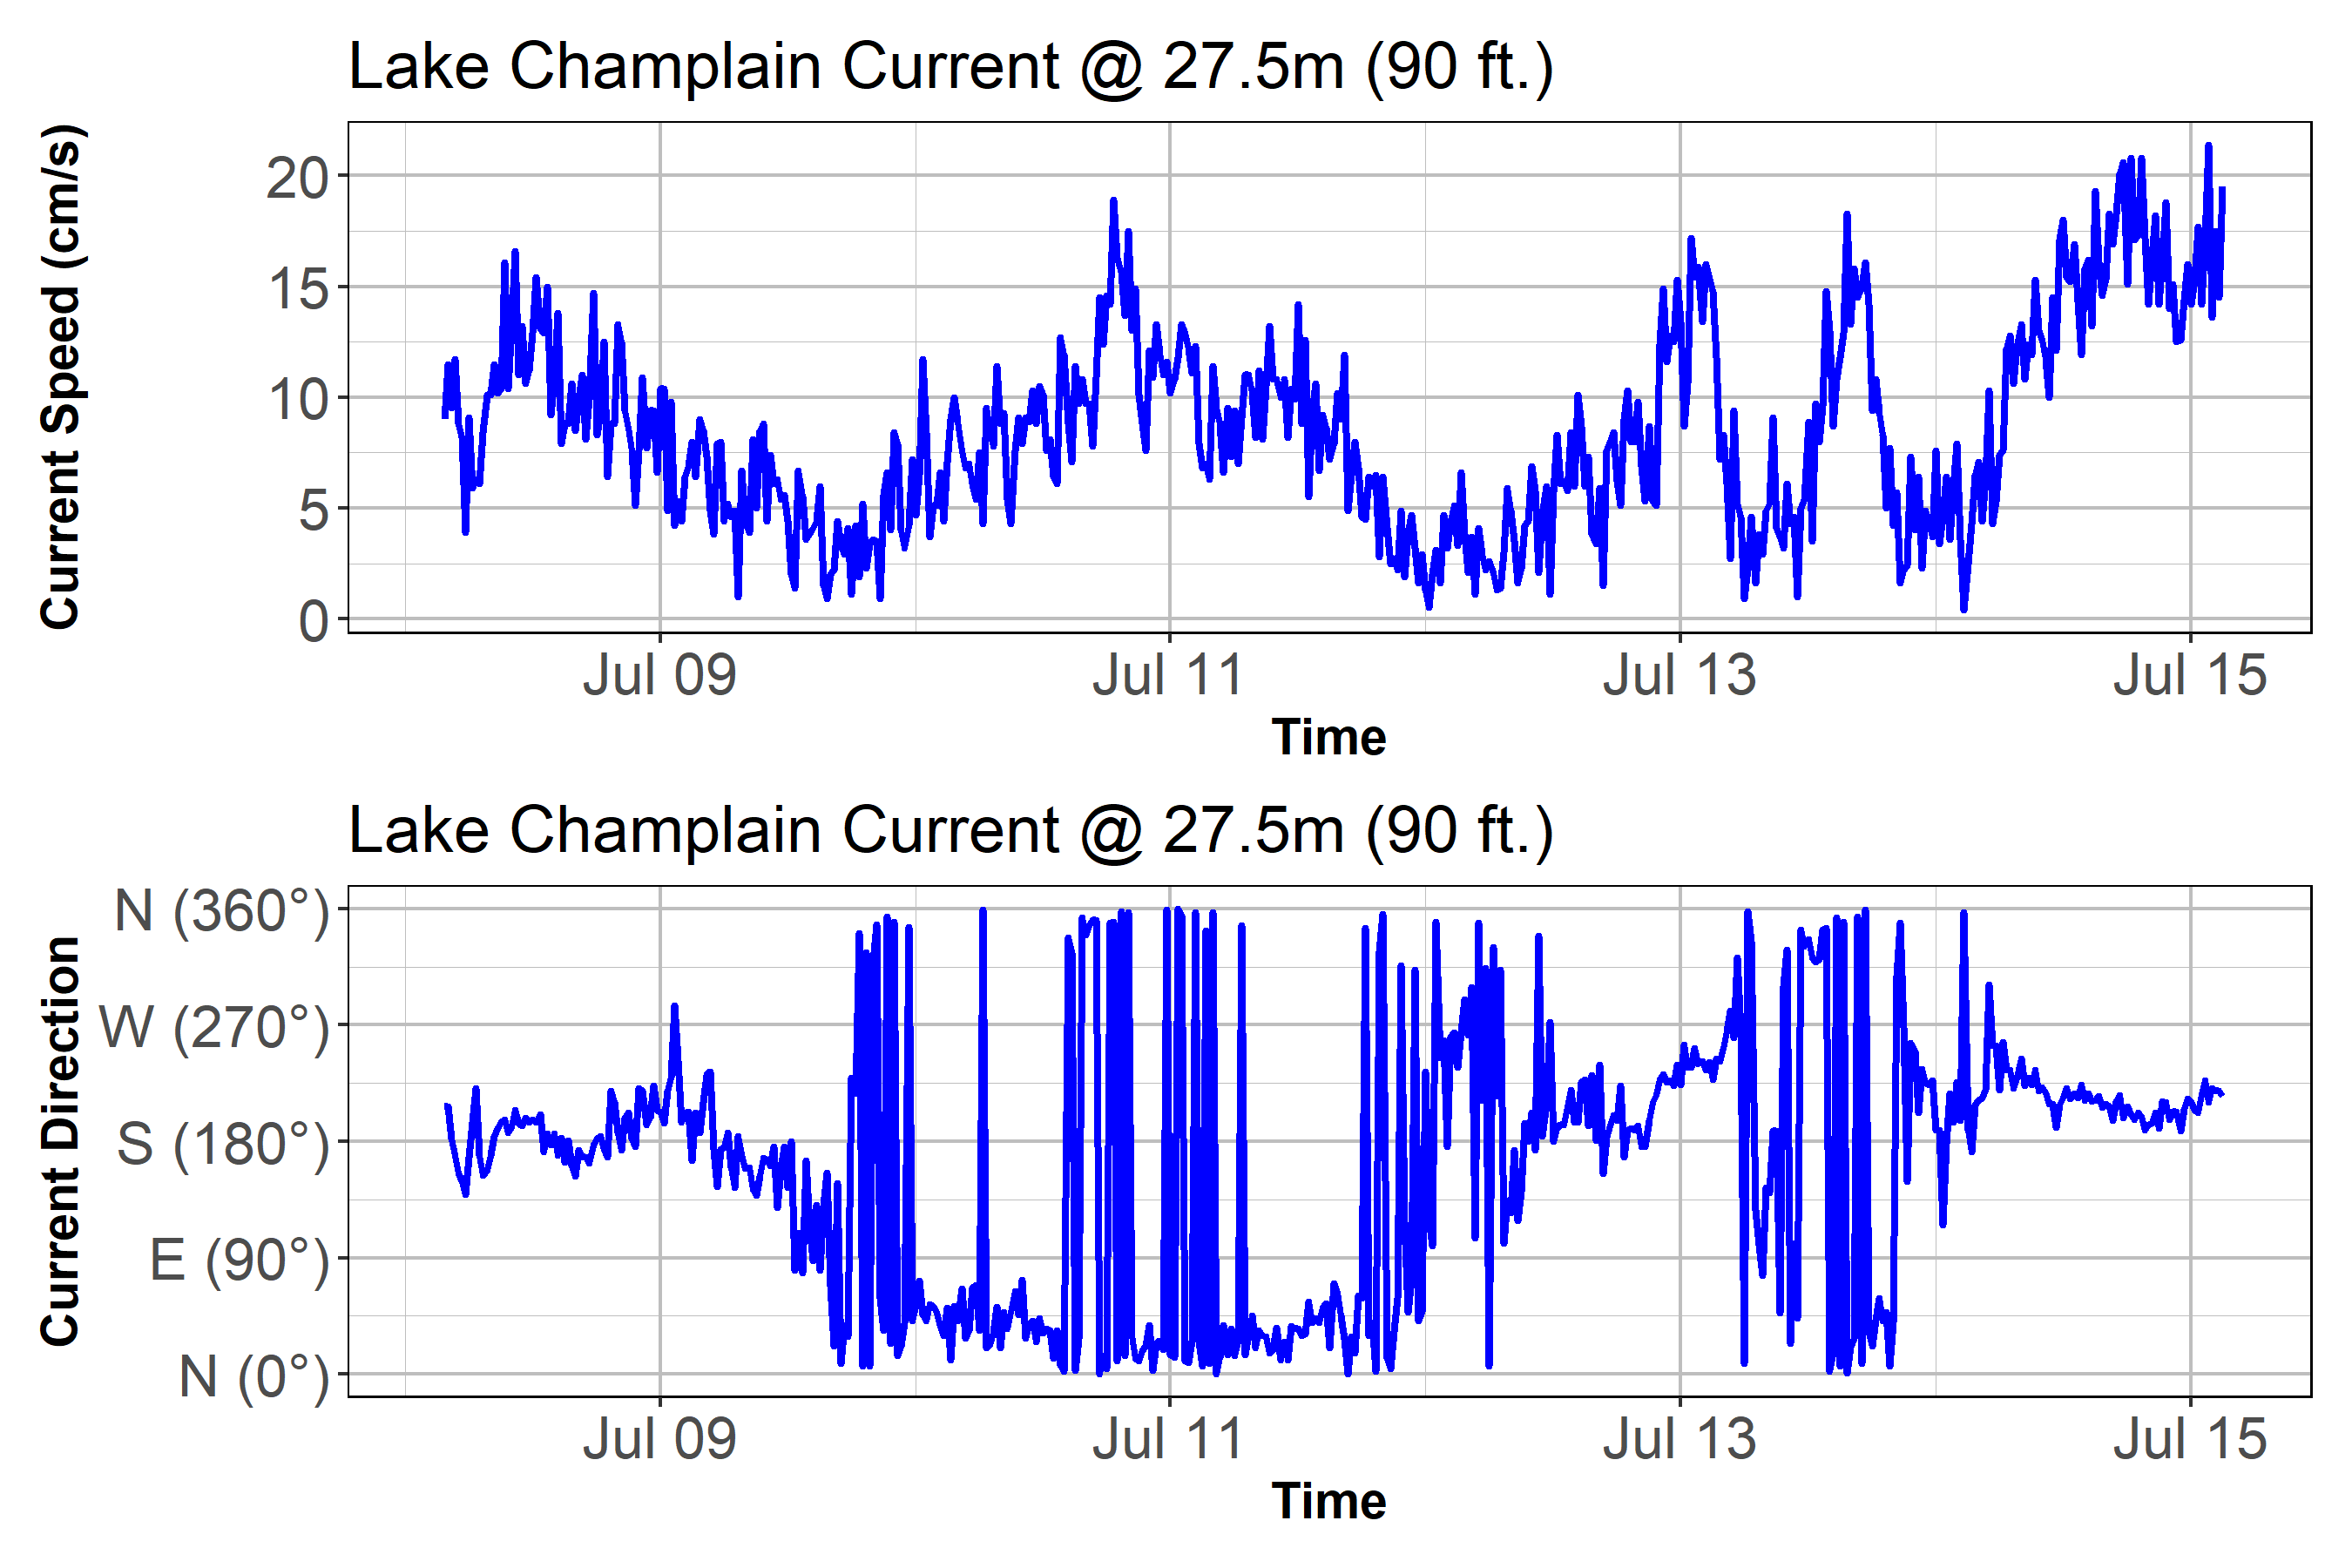 Lake Champlain Current @ 27.5m (90 ft.)
Current Speed (cm/s)
20
15
10
5
0
Jul 09 Jul 11 Jul 13 Jul 15
Time
Lake Champlain Current @ 27.5m (90 ft.)
Current Direction
N (360°)
W (270°)
S (180°)
E (90°)
N (0°)
Jul 09 Jul 11 Jul 13 Jul 15
Time